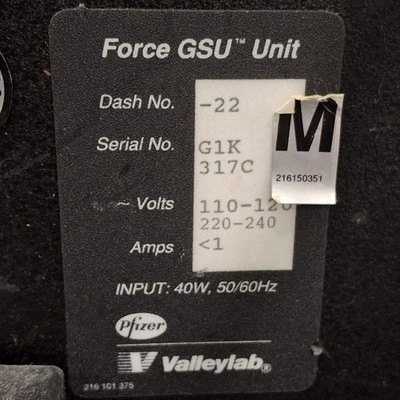 Force GSU™ Unit
Dash No. -22
Serial No. G1K
317C
M
216150351
~ Volts 110-120
220-240
Amps <1
INPUT: 40W, 50/60Hz
Pfizer
V Valleylab®
216 101 375